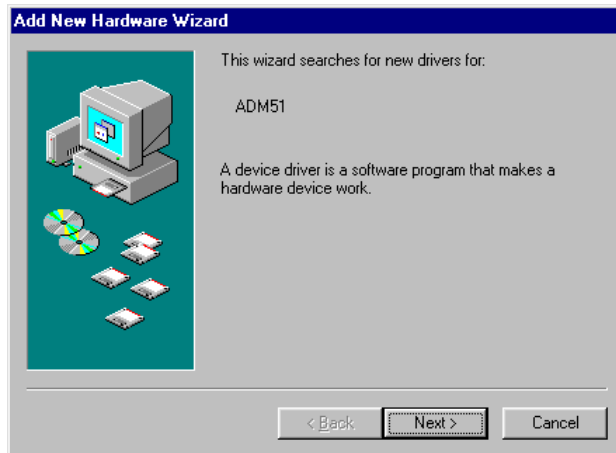 Add New Hardware Wizard
This wizard searches for new drivers for:
ADM51
A device driver is a software program that makes a
hardware device work.
< Back
Next >
Cancel